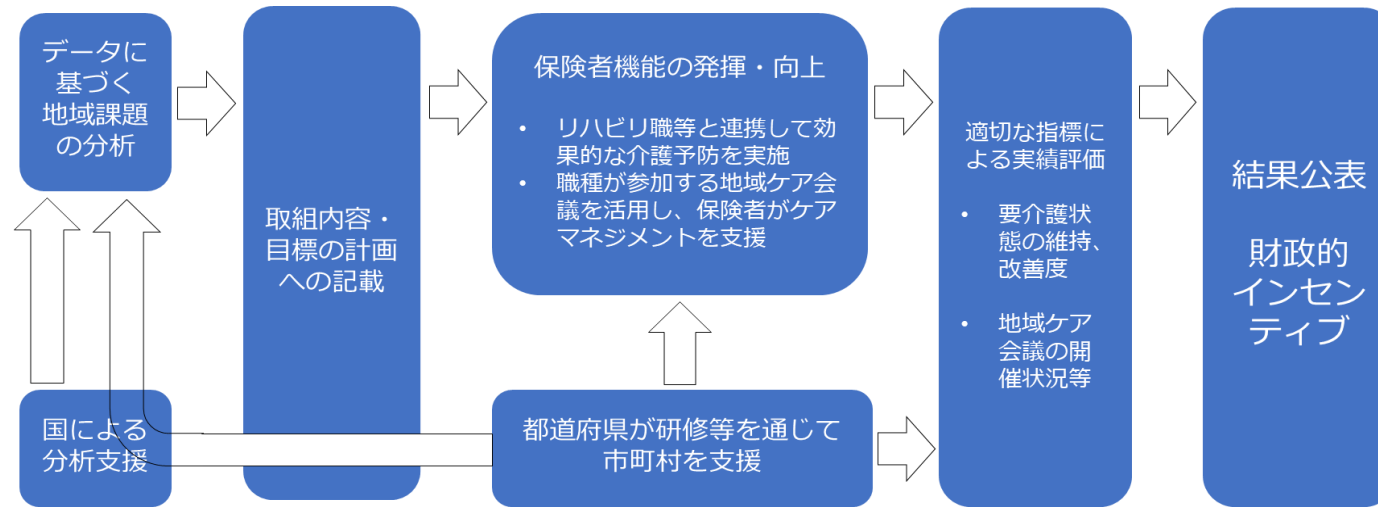 データに
基づく
地域課題
の分析
国による
分析支援
取組内容・
目標の計画
への記載
保険者機能の発揮・向上
• リハビリ職等と連携して効
果的な介護予防を実施
• 職種が参加する地域ケア会
議を活用し、保険者がケア
マネジメントを支援
都道府県が研修等を通じて
市町村を支援
適切な指標に
よる実績評価
• 要介護状
態の維持、
改善度
• 地域ケア
会議の開
催状況等
結果公表
財政的
インセン
ティブ